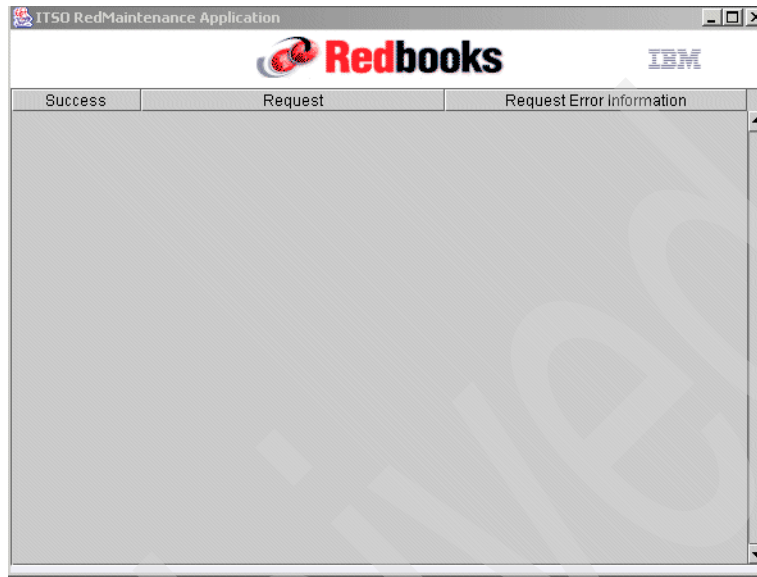 ITSO RedMaintenance Application
Redbooks
IBM
Success Request Request Error Information